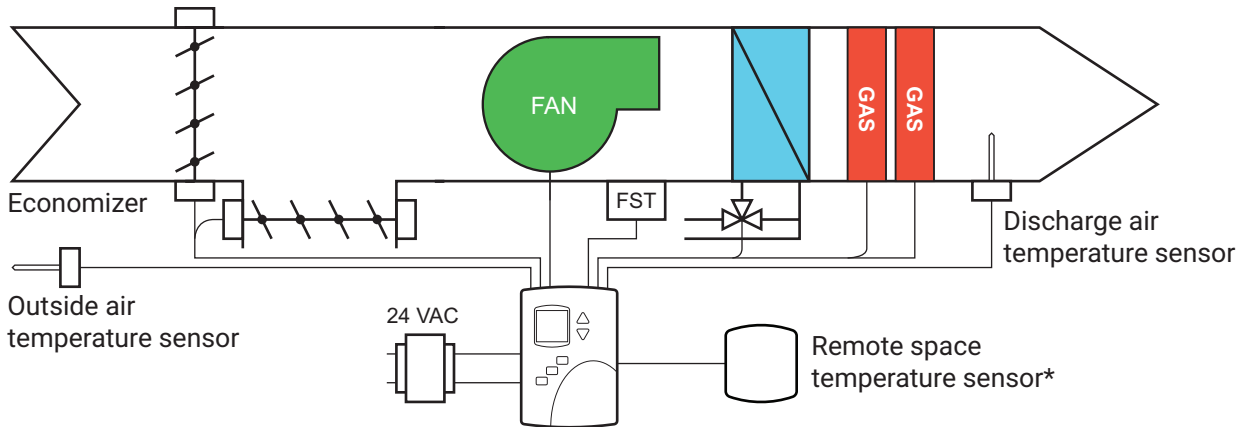 FAN
GAS
GAS
FST
Economizer
Discharge air
temperature sensor
Outside air
temperature sensor
24 VAC
Remote space
temperature sensor*